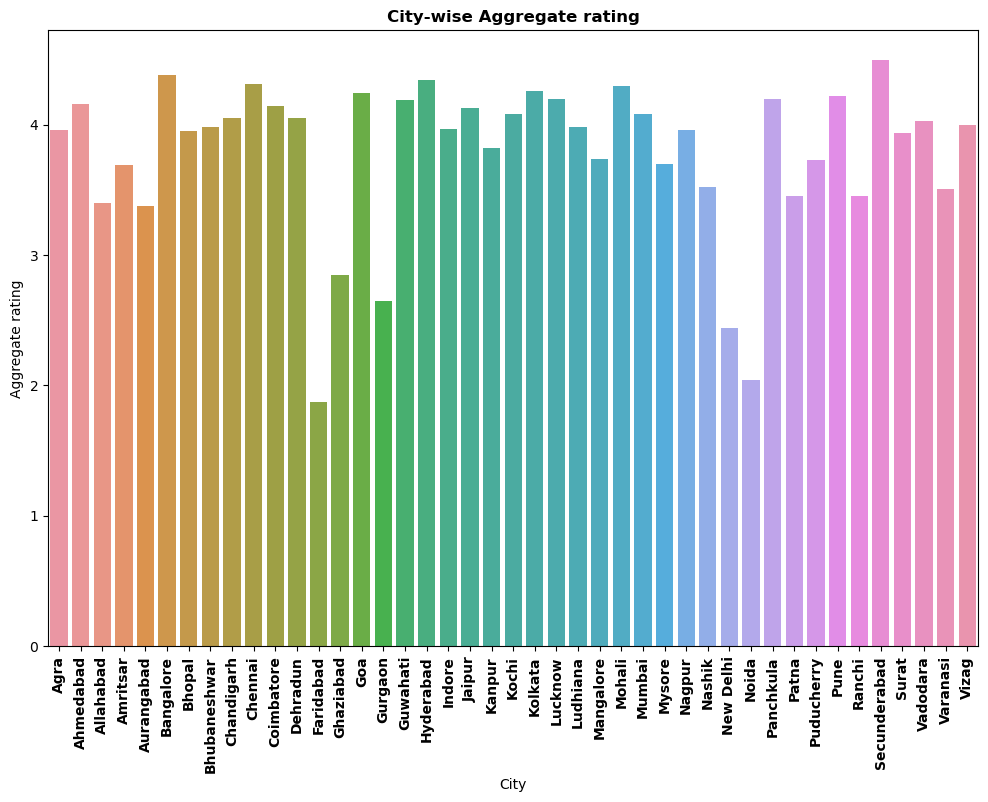 City-wise Aggregate rating
Aggregate rating
4
3
2
1
0
Agra
Ahmedabad
Allahabad
Amritsar
Aurangabad
Bangalore
Bhopal
Bhubaneshwar
Chandigarh
Chennai
Coimbatore
Dehradun
Faridabad
Ghaziabad
Goa
Gurgaon
Guwahati
Hyderabad
Indore
Jaipur
Kanpur
Kochi
Kolkata
Lucknow
Ludhiana
Mangalore
Mohali
Mumbai
Mysore
Nagpur
Nashik
New Delhi
Noida
Panchkula
Patna
Puducherry
Pune
Ranchi
Secunderabad
Surat
Vadodara
Varanasi
Vizag
City